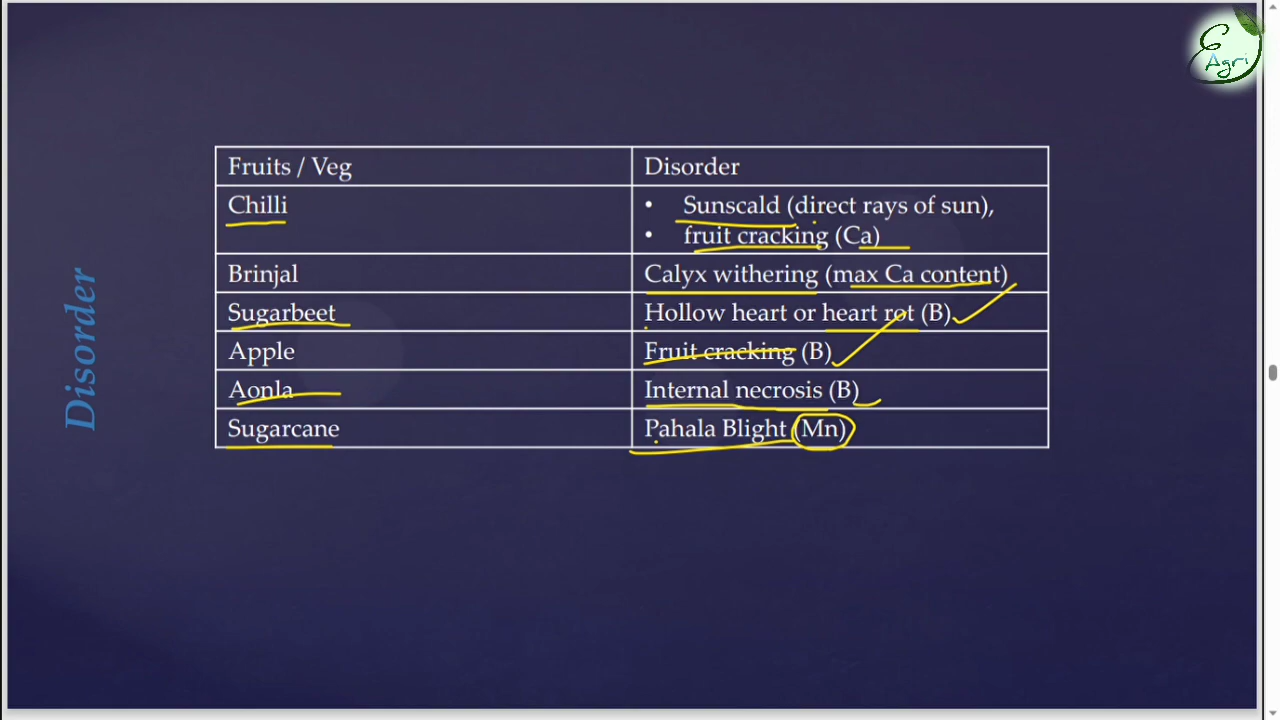 E
Agri
Disorder
Fruits / Veg Disorder
Chilli • Sunscald (direct rays of sun),
• fruit cracking (Ca)
Brinjal Calyx withering (max Ca content)
Sugarbeet Hollow heart or heart rot (B)
Apple Fruit cracking (B)
Aonla Internal necrosis (B)
Sugarcane Pahala Blight (Mn)